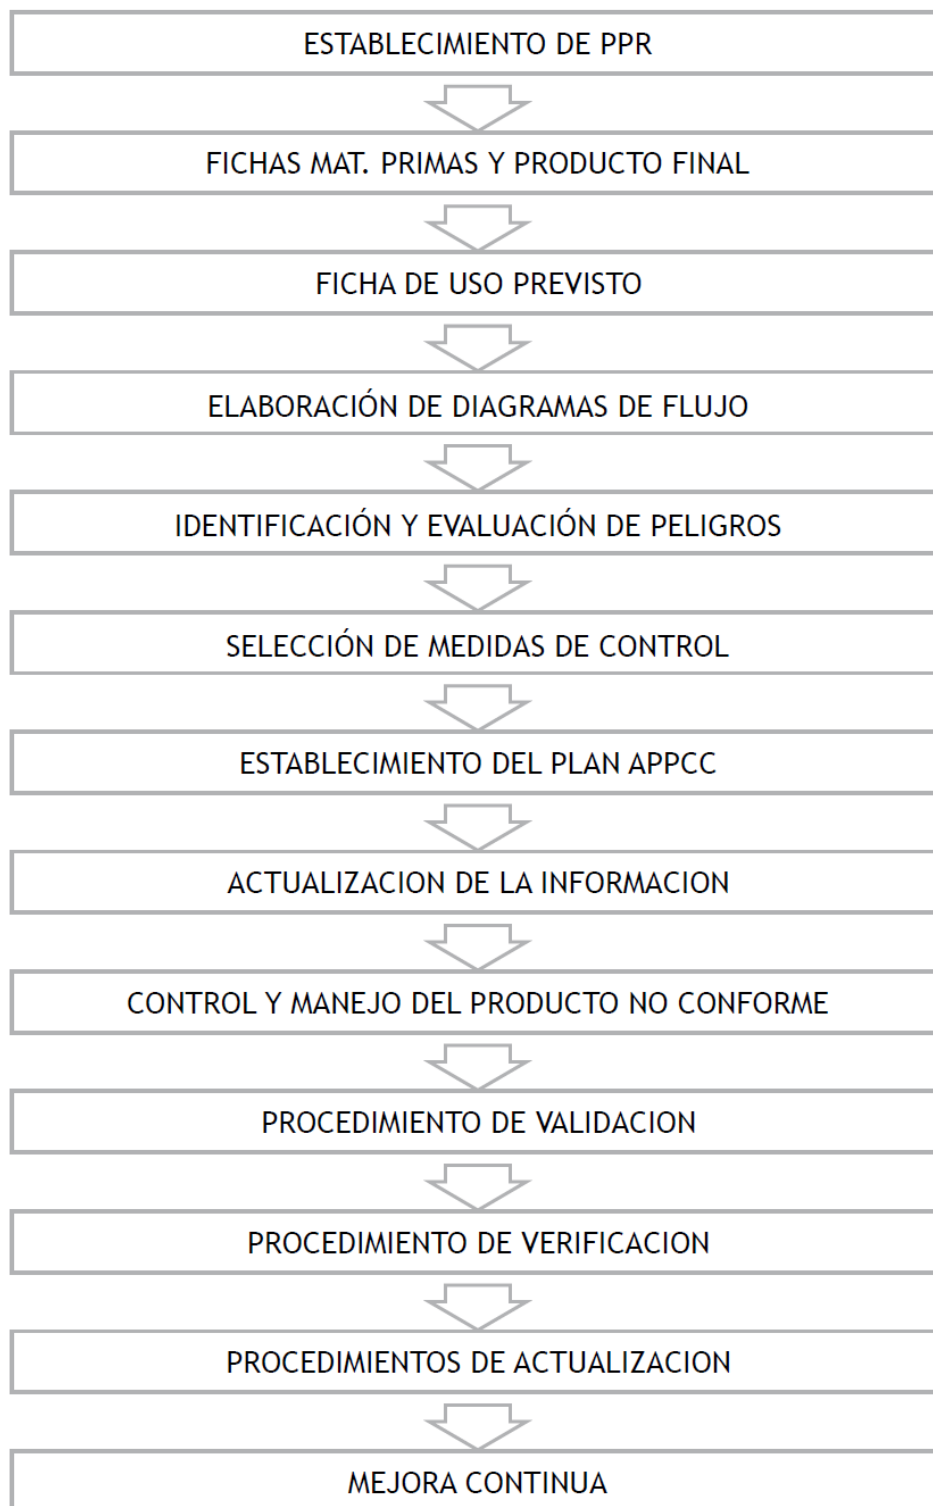 ESTABLECIMIENTO DE PPR
FICHAS MAT. PRIMAS Y PRODUCTO FINAL
FICHA DE USO PREVISTO
ELABORACIÓN DE DIAGRAMAS DE FLUJO
IDENTIFICACIÓN Y EVALUACIÓN DE PELIGROS
SELECCIÓN DE MEDIDAS DE CONTROL
ESTABLECIMIENTO DEL PLAN APPCC
ACTUALIZACION DE LA INFORMACION
CONTROL Y MANEJO DEL PRODUCTO NO CONFORME
PROCEDIMIENTO DE VALIDACION
PROCEDIMIENTO DE VERIFICACION
PROCEDIMIENTOS DE ACTUALIZACION
MEJORA CONTINUA